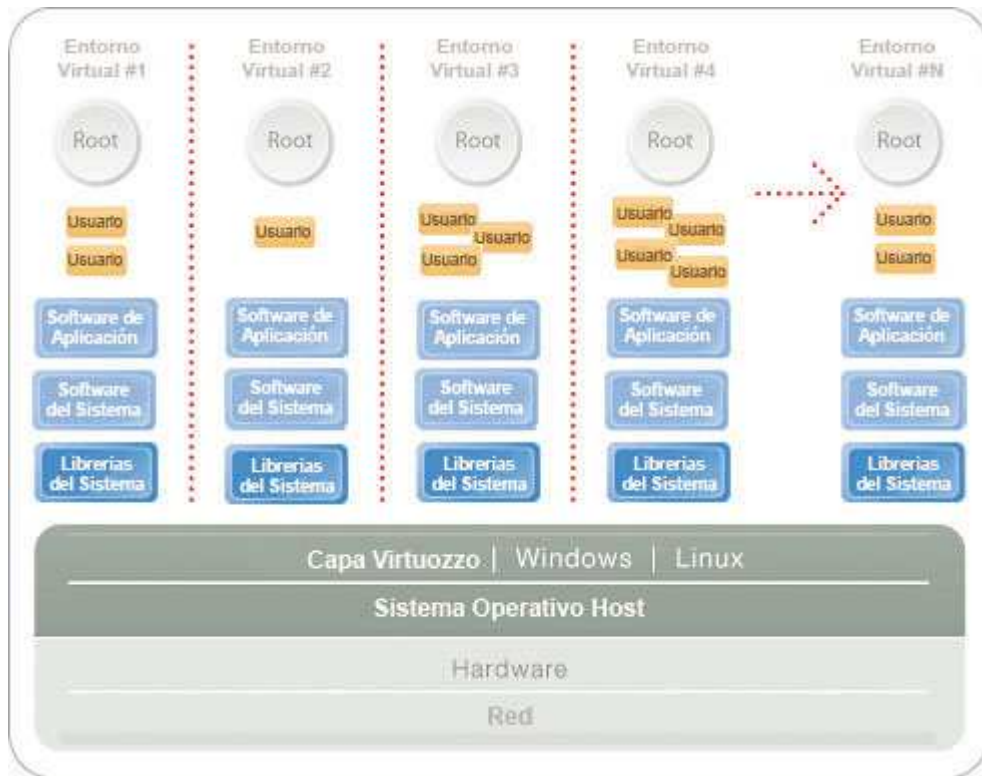 Entorno
Virtual #1
Entorno
Virtual #2
Entorno
Virtual #3
Entorno
Virtual #4
Entorno
Virtual #N
Root
Root
Root
Root
Root
Usuario
Usuario
Usuario
Usuario
Usuario
Usuario
Usuario
Usuario
Usuario
Usuario
Usuario
Usuario
Software de
Aplicación
Software de
Aplicación
Software de
Aplicación
Software de
Aplicación
Software de
Aplicación
Software
del Sistema
Software
del Sistema
Software
del Sistema
Software
del Sistema
Software
del Sistema
Librerias
del Sistema
Librerias
del Sistema
Librerias
del Sistema
Librerias
del Sistema
Librerias
del Sistema
Capa Virtuozzo | Windows | Linux
Sistema Operativo Host
Hardware
Red